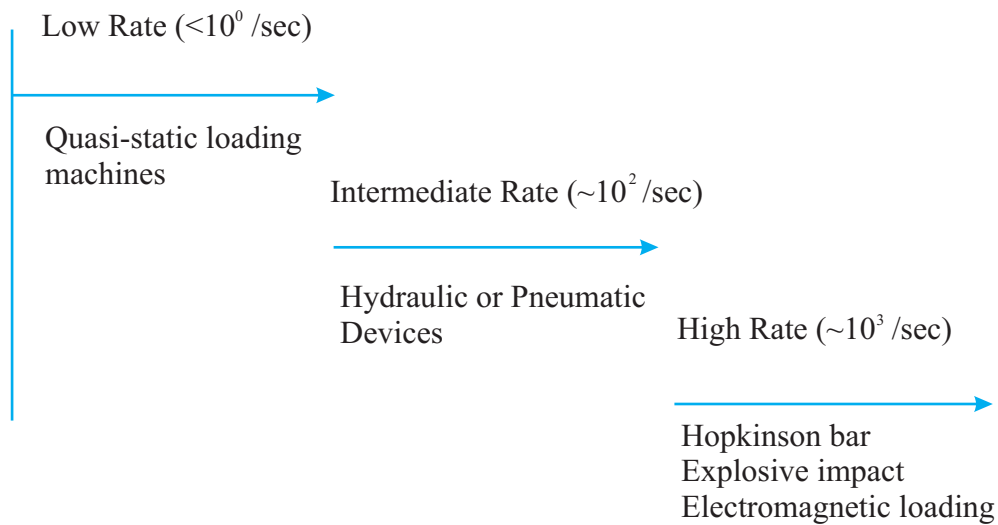 Low Rate (<10⁰ /sec)
Quasi-static loading
machines
Intermediate Rate (~10² /sec)
Hydraulic or Pneumatic
Devices
High Rate (~10³ /sec)
Hopkinson bar
Explosive impact
Electromagnetic loading